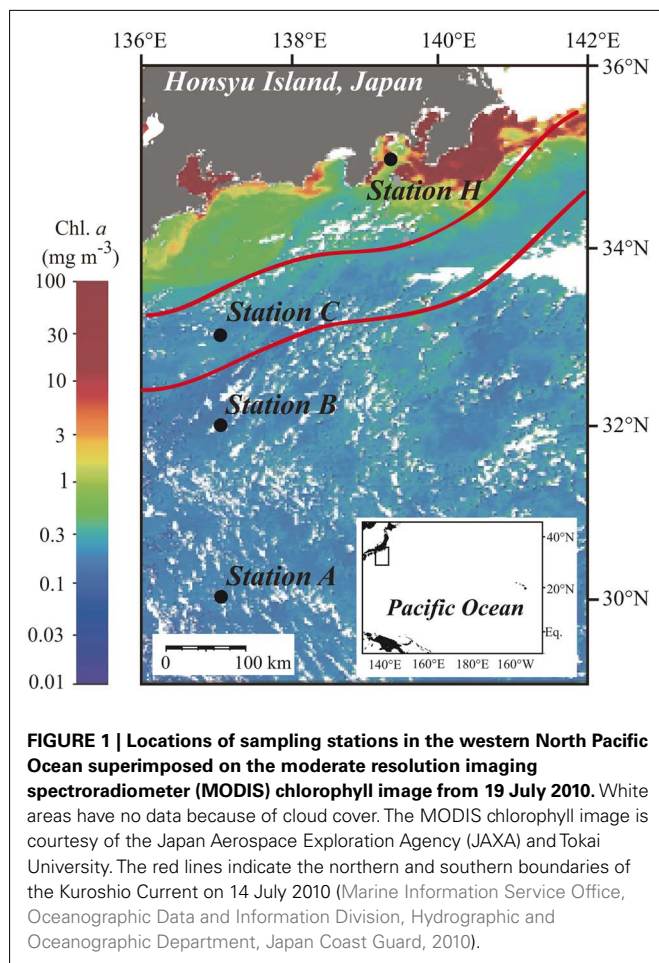 136°E 138°E 140°E 142°E
36°N
Honsyu Island, Japan
Station H
Chl. a
(mg m-3)
34°N
100
Station C
30
10
Station B
32°N
3
1
0.3
40°N
0.1
Station A
20°N
30°N
Pacific Ocean
0.03
Eq.
0 100 km
140°E 160°E 180°E 160°W
0.01
FIGURE 1 | Locations of sampling stations in the western North Pacific
Ocean superimposed on the moderate resolution imaging
spectroradiometer (MODIS) chlorophyll image from 19 July 2010. White
areas have no data because of cloud cover. The MODIS chlorophyll image is
courtesy of the Japan Aerospace Exploration Agency (JAXA) and Tokai
University. The red lines indicate the northern and southern boundaries of
the Kuroshio Current on 14 July 2010 (Marine Information Service Office,
Oceanographic Data and Information Division, Hydrographic and
Oceanographic Department, Japan Coast Guard, 2010).